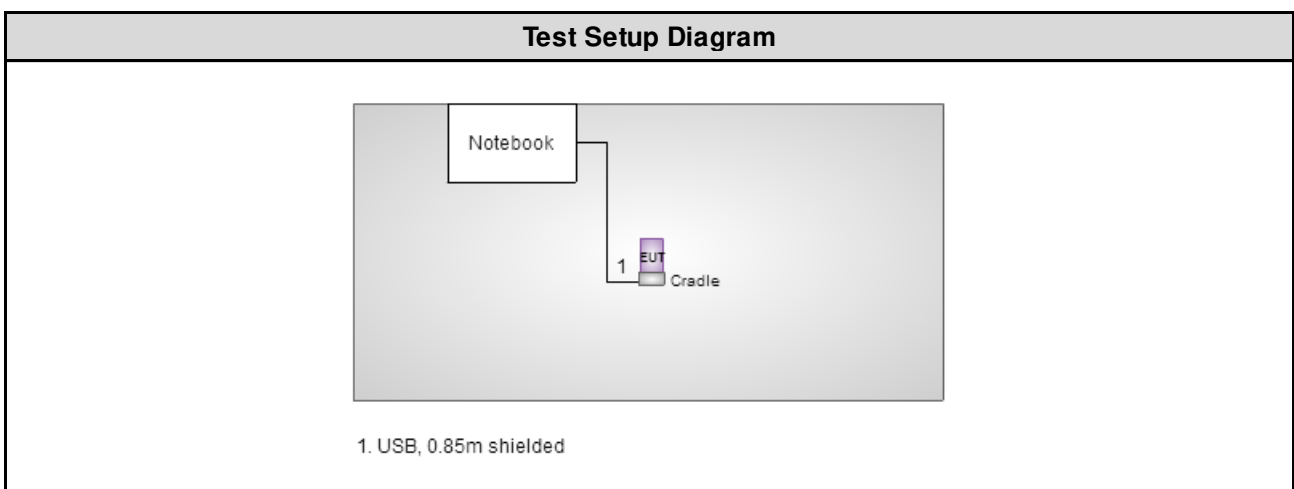 Test Setup Diagram
Notebook
EUT
1
Cradle
1. USB, 0.85m shielded